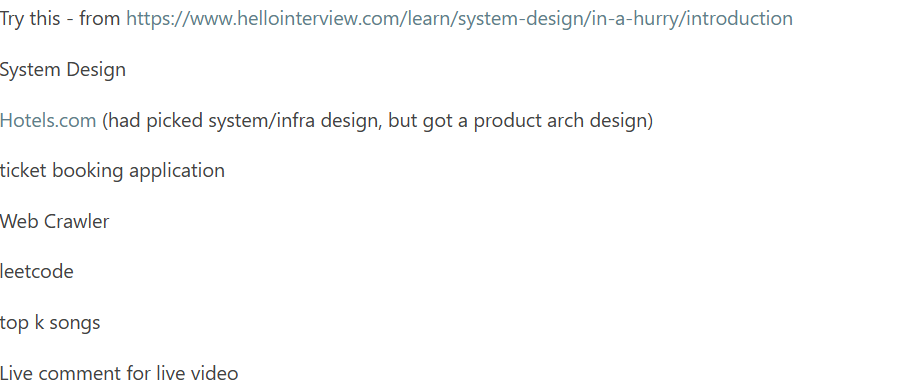 Try this - from https://www.hellointerview.com/learn/system-design/in-a-hurry/introduction
System Design
Hotels.com (had picked system/infra design, but got a product arch design)
ticket booking application
Web Crawler
leetcode
top k songs
Live comment for live video